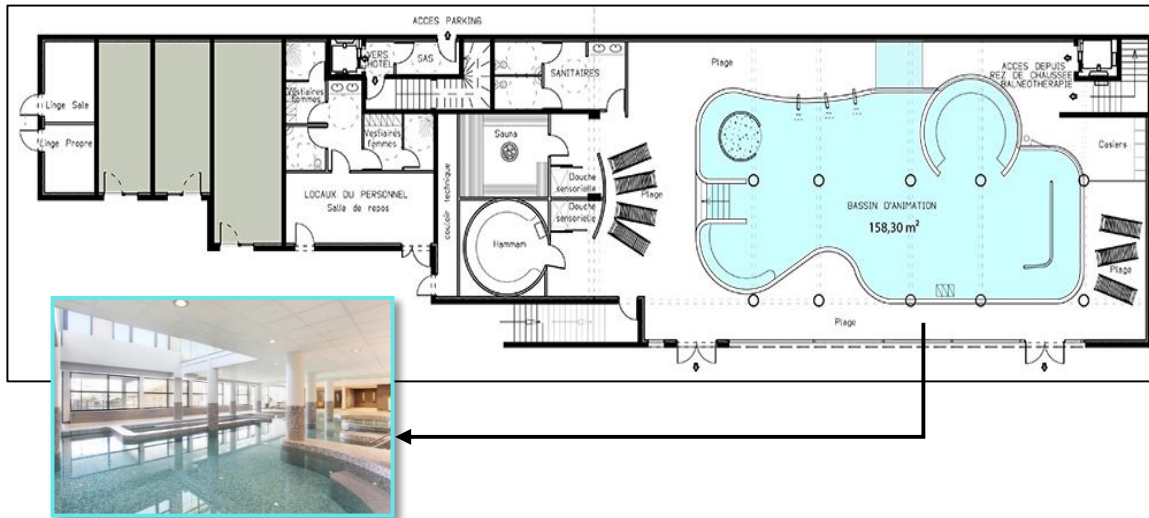 ACCES PARKING
VERS
HOTEL
SAS
SANITAIRES
Plage
ACCES DEPUIS
REZ DE CHAUSSEE
BALNEOTHERAPIE
Linge Sale
Linge Propre
Vestiaires
femmes
Vestiaires
femmes
LOCAUX DU PERSONNEL
Salle de repos
couloir technique
Sauna
Douche
sensorielle
Douche
sensorielle
Hammam
Plage
BASSIN D'ANIMATION
158,30 m²
Casiers
Plage
Plage